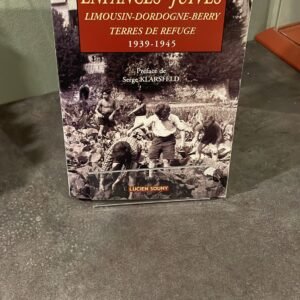 ENFANCES JUIVES
LIMOUSIN-DORDOGNE-BERRY
TERRES DE REFUGE
1939-1945
Préface de
Serge KLARSFELD
LUCIEN SOUNY